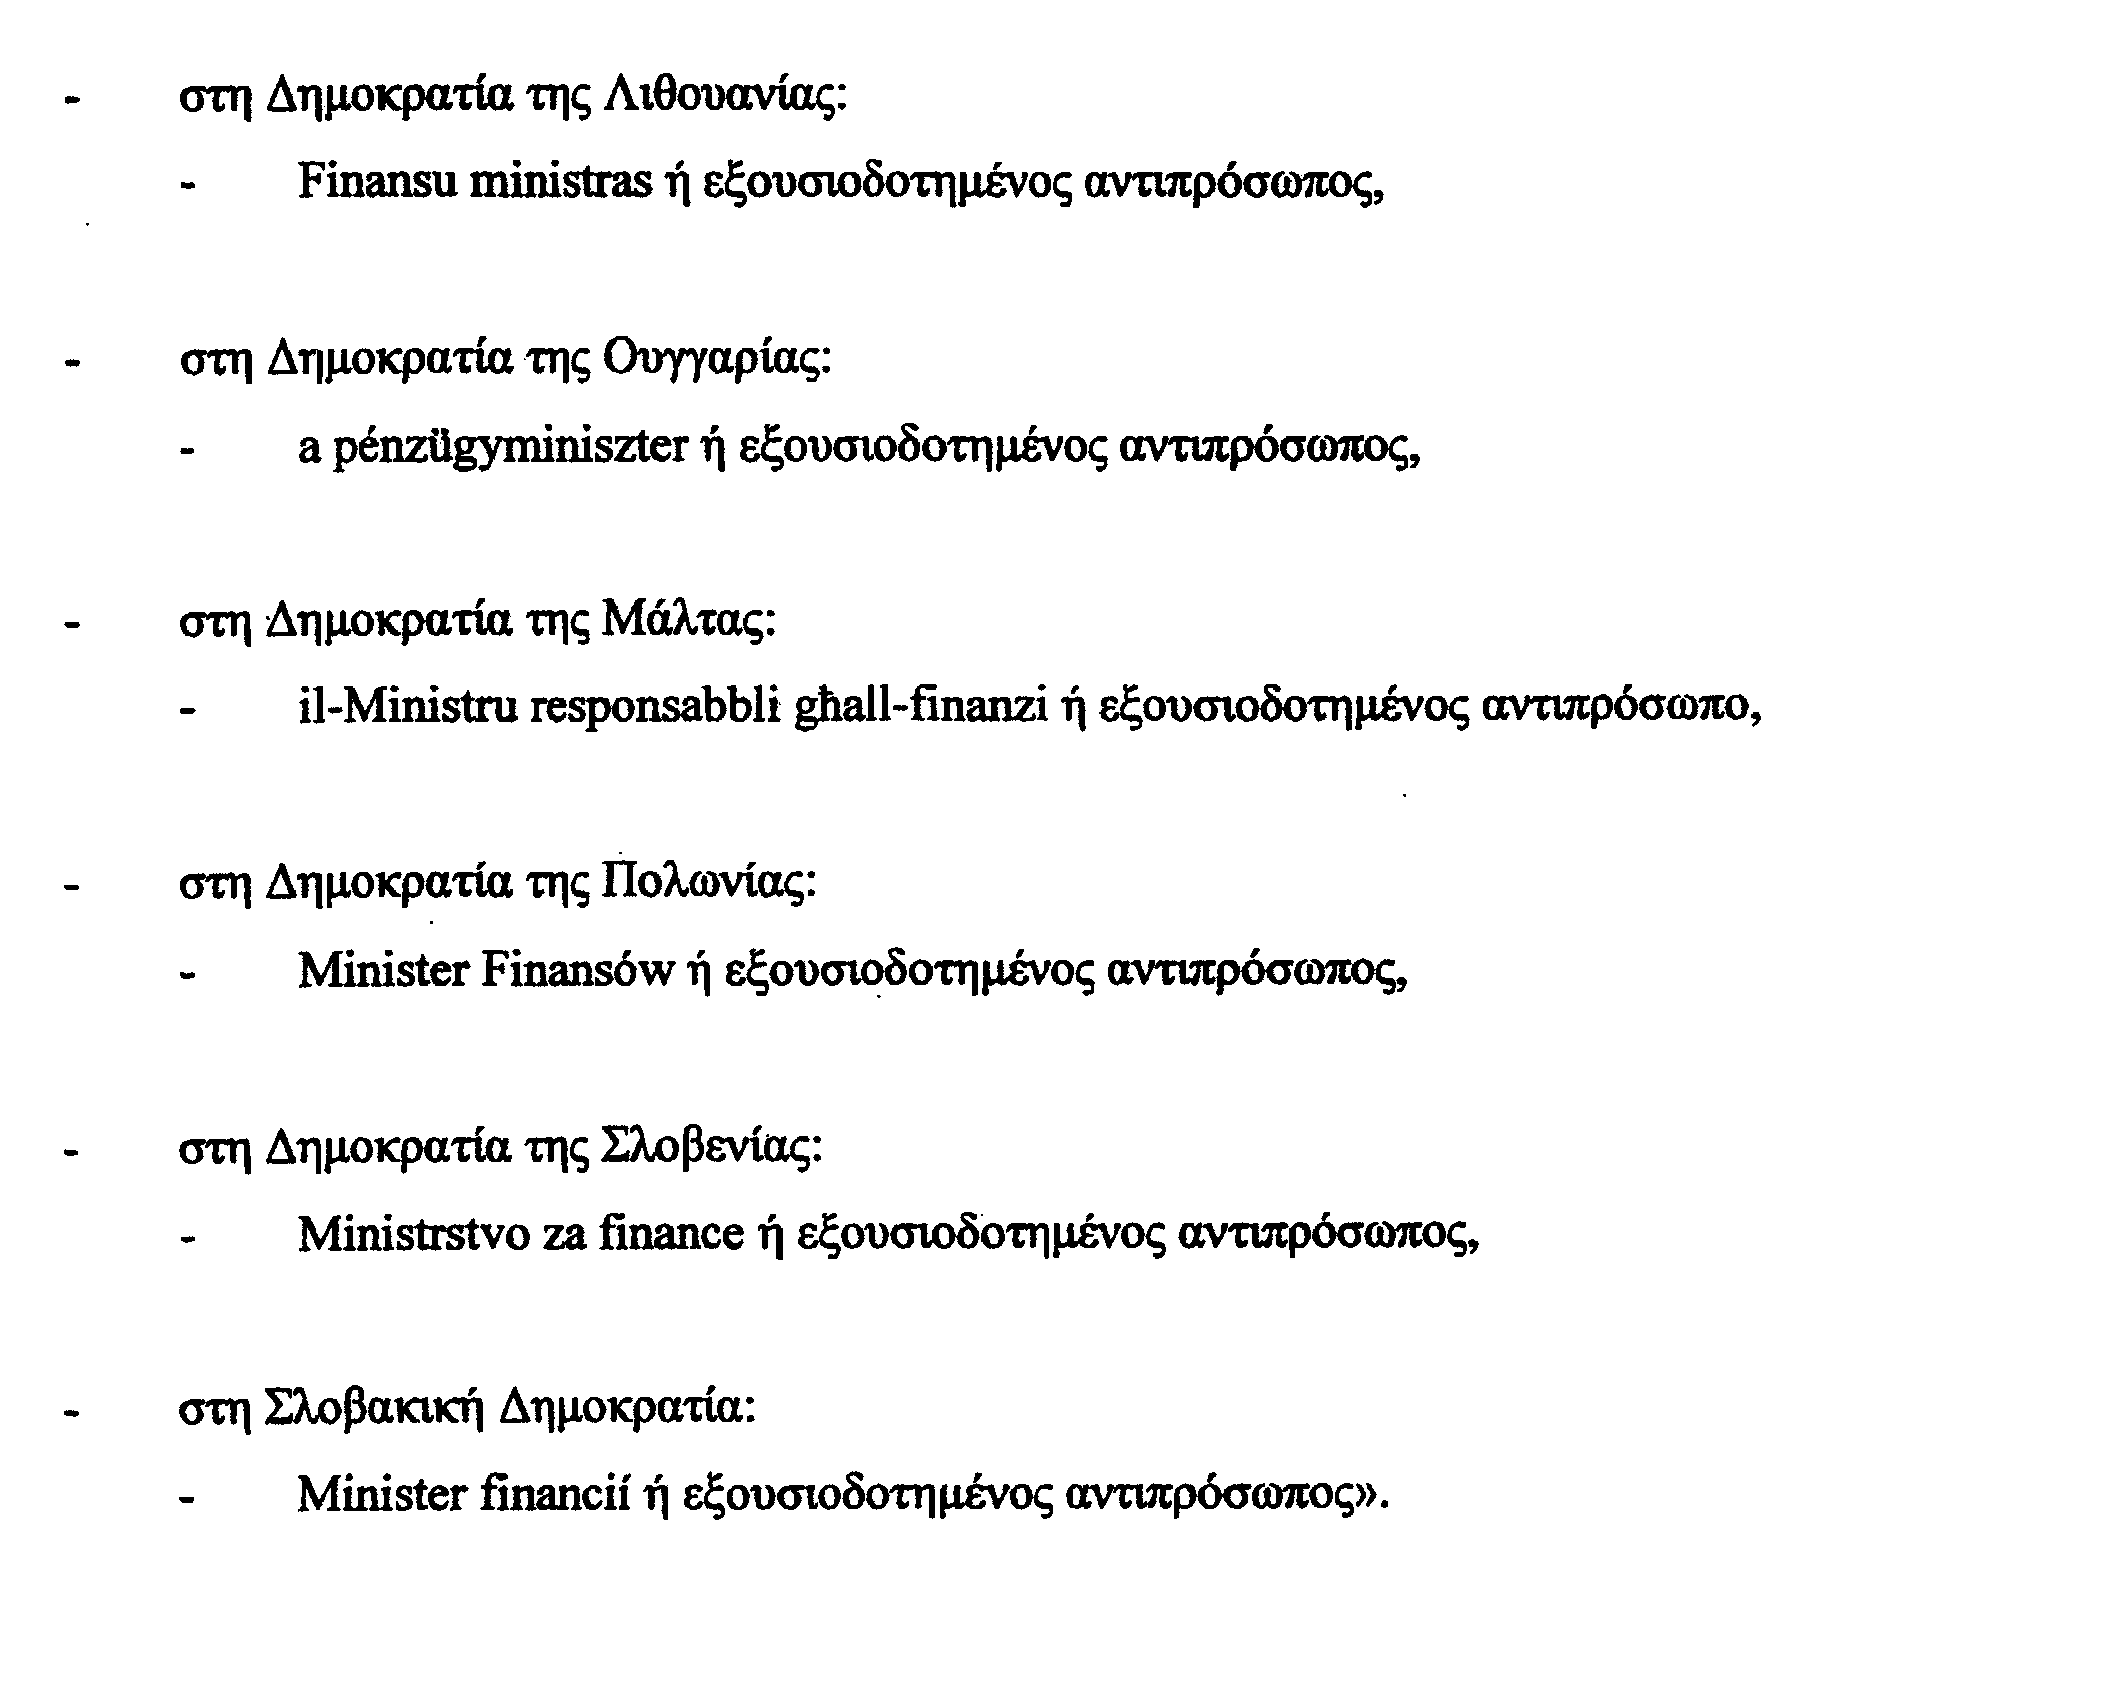 - στη Δημοκρατία της Λιθουανίας:
- Finansu ministras ή εξουσιοδοτημένος αντιπρόσωπος,
- στη Δημοκρατία της Ουγγαρίας:
- a pénzügyminiszter ή εξουσιοδοτημένος αντιπρόσωπος,
- στη Δημοκρατία της Μάλτας:
- il-Ministru responsabbli għall-finanzi ή εξουσιοδοτημένος αντιπρόσωπο,
- στη Δημοκρατία της Πολωνίας:
- Minister Finansów ή εξουσιοδοτημένος αντιπρόσωπος,
- στη Δημοκρατία της Σλοβενίας:
- Ministrstvo za finance ή εξουσιοδοτημένος αντιπρόσωπος,
- στη Σλοβακική Δημοκρατία:
- Minister financií ή εξουσιοδοτημένος αντιπρόσωπος».